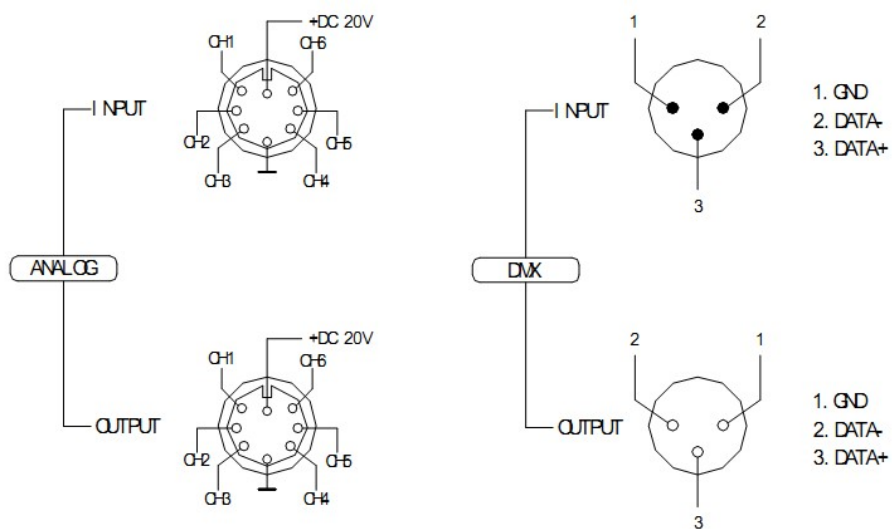 +DC 20V
CH1
CH6
INPUT
CH2
CH5
CH3
CH4
ANALOG
+DC 20V
CH1
CH6
OUTPUT
CH2
CH5
CH3
CH4
1
2
INPUT
1. GND
2. DATA-
3. DATA+
3
DMX
2
1
OUTPUT
1. GND
2. DATA-
3. DATA+
3